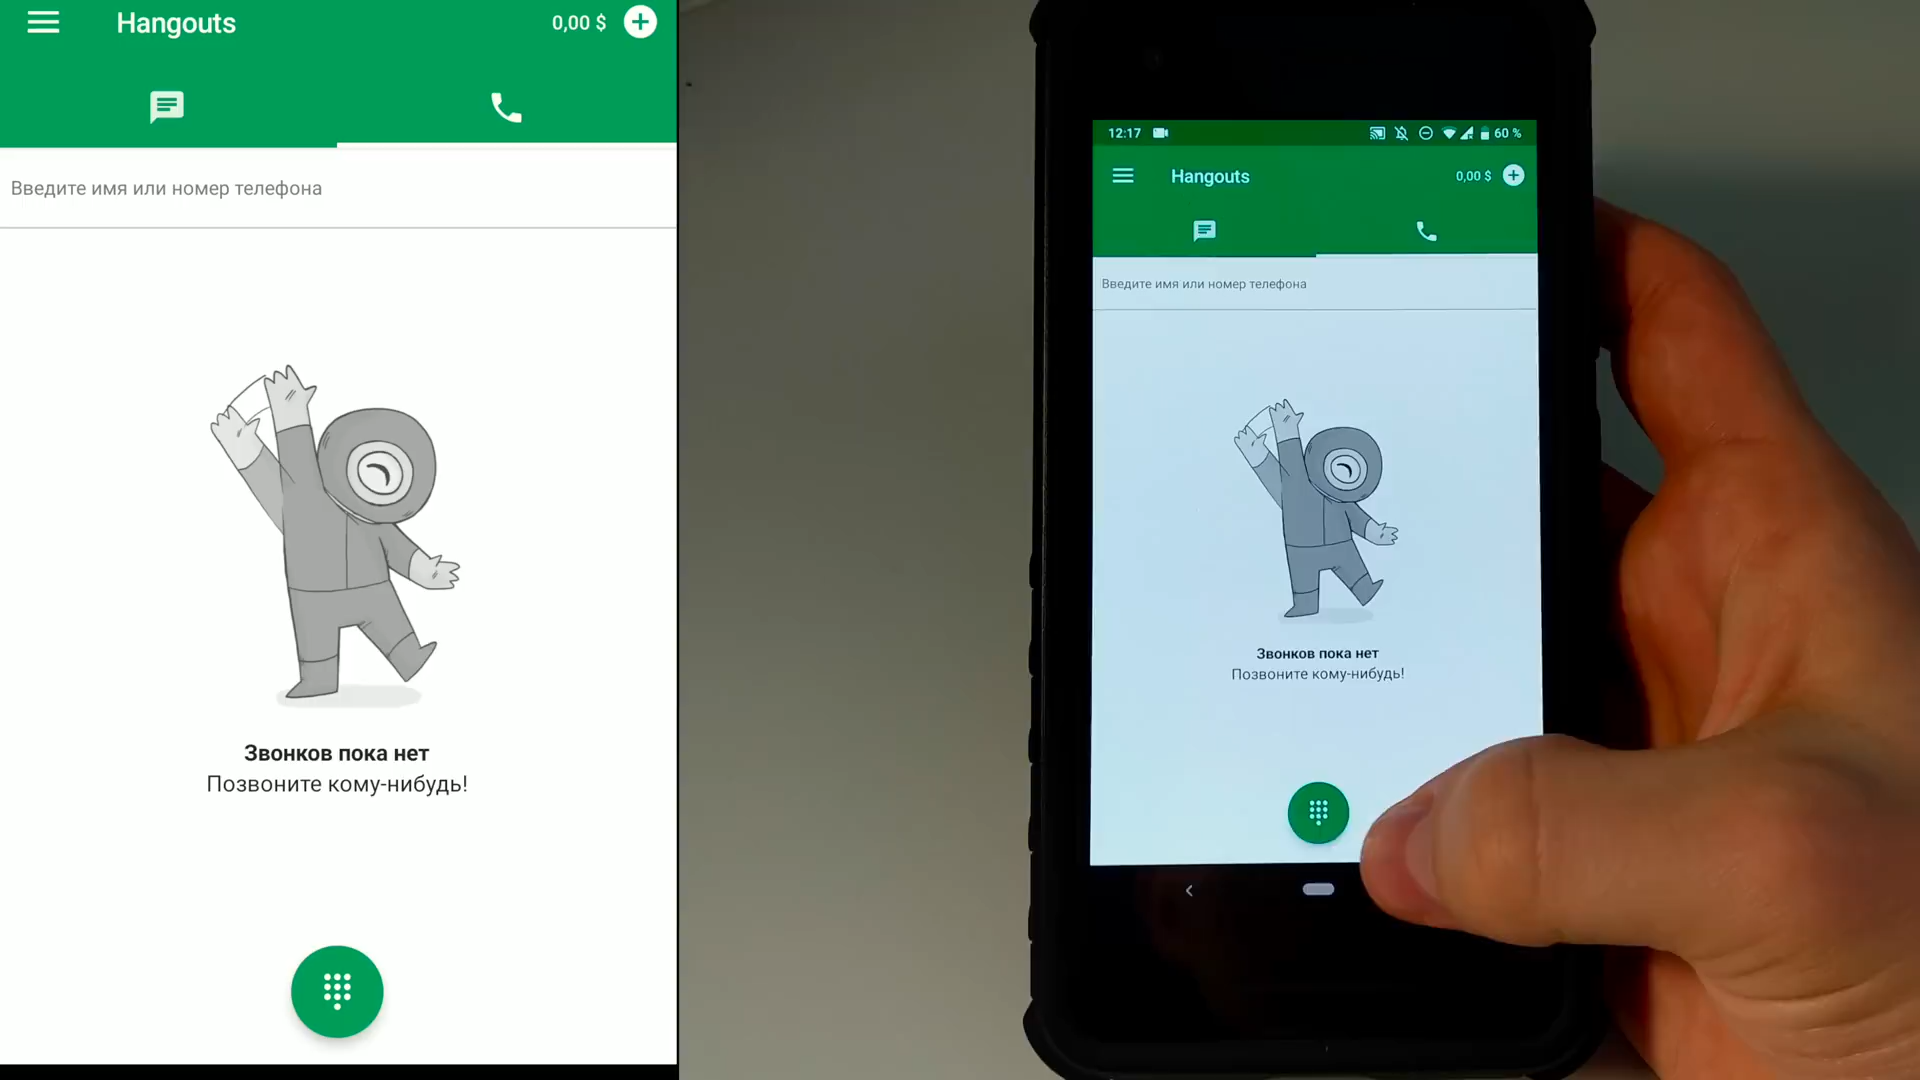 Hangouts
0,00 $
Введите имя или номер телефона
Звонков пока нет
Позвоните кому-нибудь!
12:17
60 %
Hangouts
0,00 $
Введите имя или номер телефона
Звонков пока нет
Позвоните кому-нибудь!